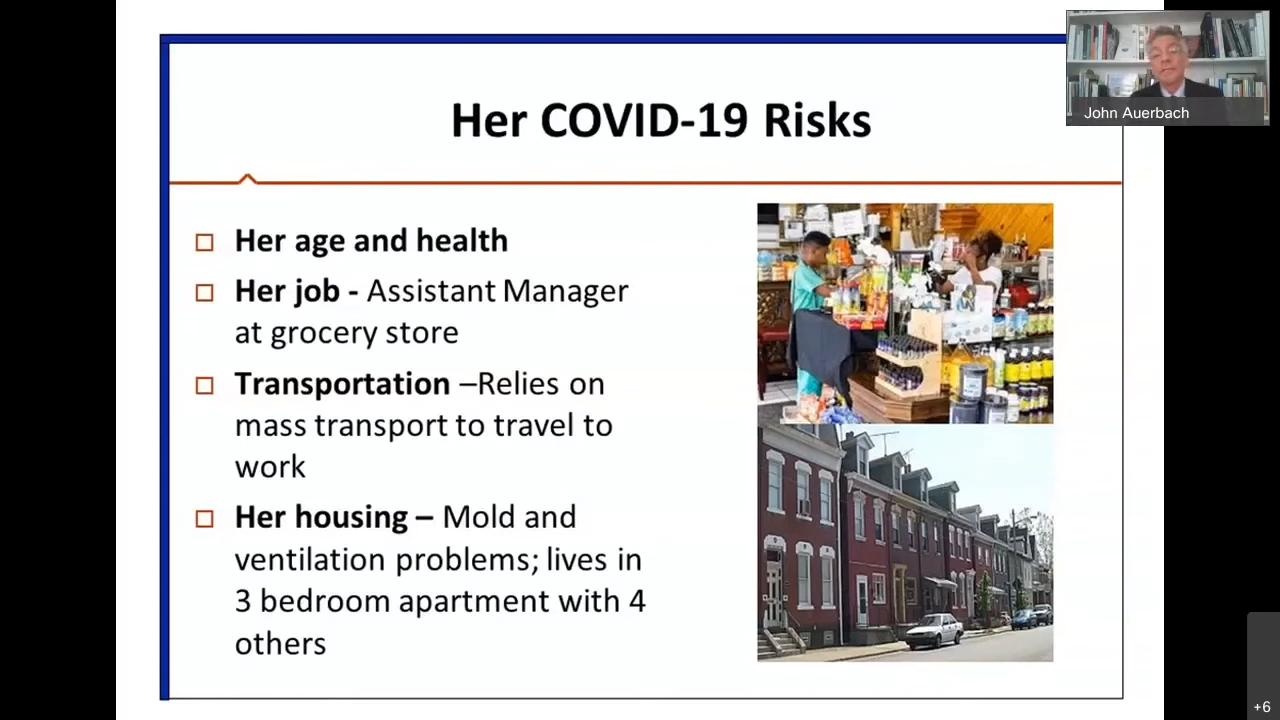 Her COVID-19 Risks
John Auerbach
Her age and health
Her job - Assistant Manager
at grocery store
Transportation –Relies on
mass transport to travel to
work
Her housing – Mold and
ventilation problems; lives in
3 bedroom apartment with 4
others
+6